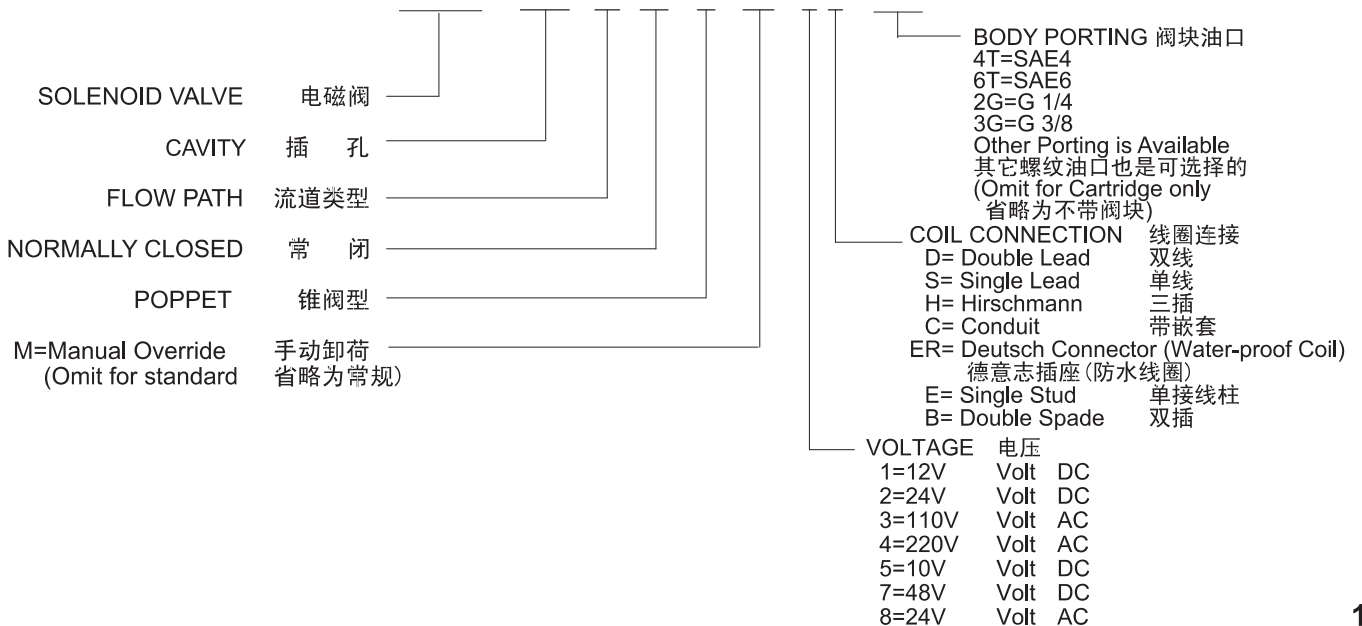 SOLENOID VALVE 电磁阀
CAVITY 插 孔
FLOW PATH 流道类型
NORMALLY CLOSED 常 闭
POPPET 锥阀型
M=Manual Override 手动卸荷
(Omit for standard 省略为常规)
BODY PORTING 阀块油口
4T=SAE4
6T=SAE6
2G=G 1/4
3G=G 3/8
Other Porting is Available
其它螺纹油口也是可选择的
(Omit for Cartridge only
省略为不带阀块)
COIL CONNECTION 线圈连接
D= Double Lead 双线
S= Single Lead 单线
H= Hirschmann 三插
C= Conduit 带嵌套
ER= Deutsch Connector (Water-proof Coil)
德意志插座(防水线圈)
E= Single Stud 单接线柱
B= Double Spade 双插
VOLTAGE 电压
1=12V Volt DC
2=24V Volt DC
3=110V Volt AC
4=220V Volt AC
5=10V Volt DC
7=48V Volt DC
8=24V Volt AC
1